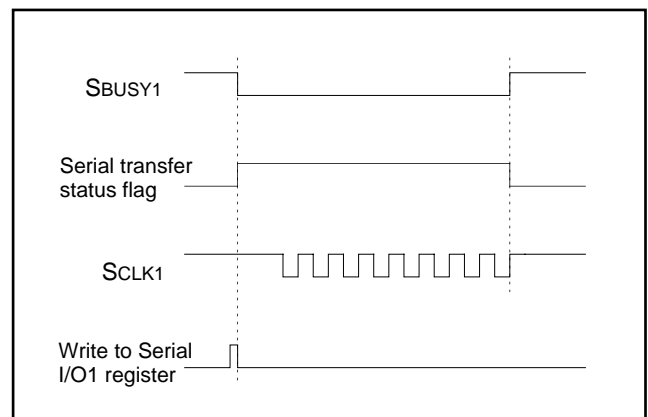 SBUSY1
Serial transfer
status flag
SCLK1
Write to Serial
I/O1 register